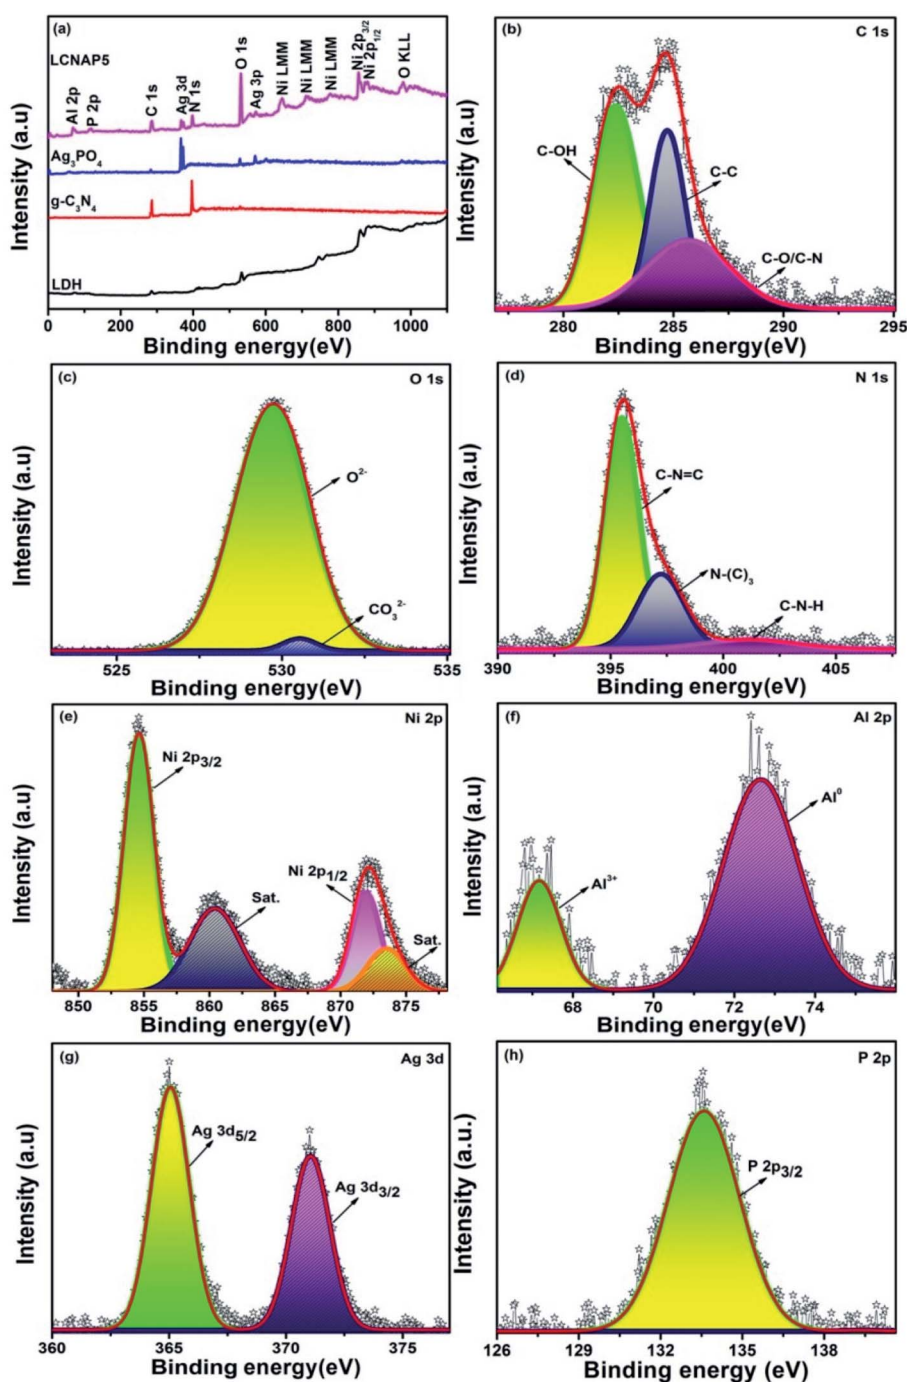 (a)
LCNAP5
Al 2p
P 2p
C 1s
Ag 3d
N 1s
O 1s
Ag 3p
Ni LMM
Ni LMM
Ni LMM
Ni 2p3/2
Ni 2p1/2
O KLL
Ag3PO4
g-C3N4
LDH
Intensity (a.u)
0 200 400 600 800 1000
Binding energy(eV)
(b) C 1s
C-OH
C-C
C-O/C-N
Intensity (a.u)
280 285 290 295
Binding energy(eV)
(c) O 1s
O2-
CO32-
Intensity (a.u)
525 530 535
Binding energy(eV)
(d) N 1s
C-N=C
N-(C)3
C-N-H
Intensity (a.u)
390 395 400 405
Binding energy(eV)
(e) Ni 2p
Ni 2p3/2
Sat.
Ni 2p1/2
Sat.
Intensity (a.u)
850 855 860 865 870 875
Binding energy(eV)
(f) Al 2p
Al0
Al3+
Intensity (a.u)
68 70 72 74
Binding energy(eV)
(g) Ag 3d
Ag 3d5/2
Ag 3d3/2
Intensity (a.u)
360 365 370 375
Binding energy(eV)
(h) P 2p
P 2p3/2
Intensity (a.u.)
126 129 132 135 138
Binding energy (eV)